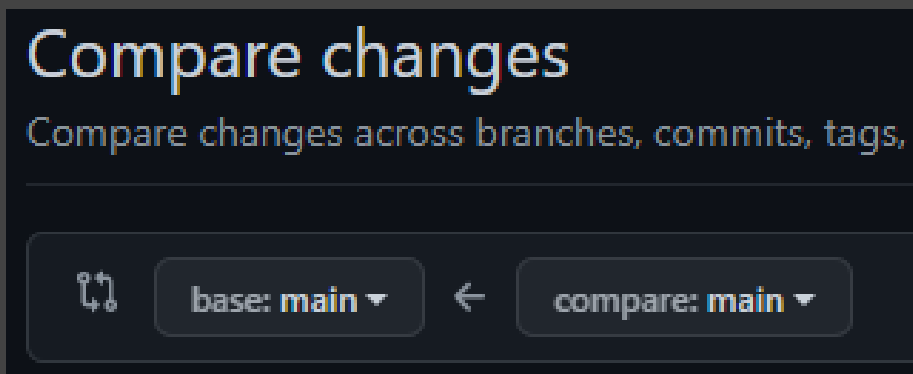 Compare changes
Compare changes across branches, commits, tags,
base: main compare: main